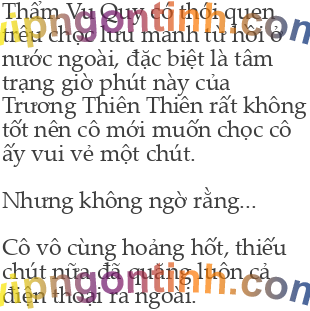 Thẩm Vu Quy có thói quen
trêu chọc lưu manh từ hồi ở
nước ngoài, đặc biệt là tâm
trạng giờ phút này của
Trương Thiên Thiên rất không
tốt nên cô mới muốn chọc cô
ấy vui vẻ một chút.

Nhưng không ngờ rằng...

Cô vô cùng hoảng hốt, thiếu
chút nữa đã quăng luôn cả
điện thoại ra ngoài.
vipngontinh.com
vipngontinh.com